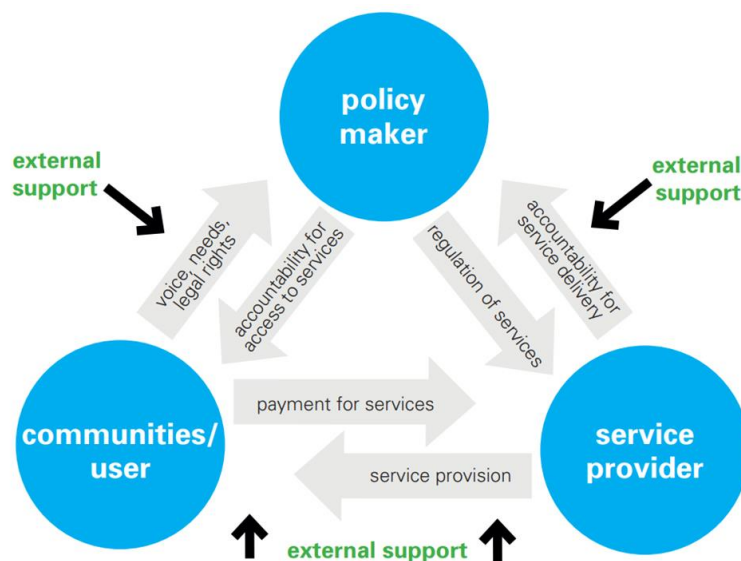 policy
maker
external
support
external
support
voice, needs,
legal rights
accountability for
access to services
regulation of services
accountability for
service delivery
communities/
user
payment for services
service provision
service
provider
external support